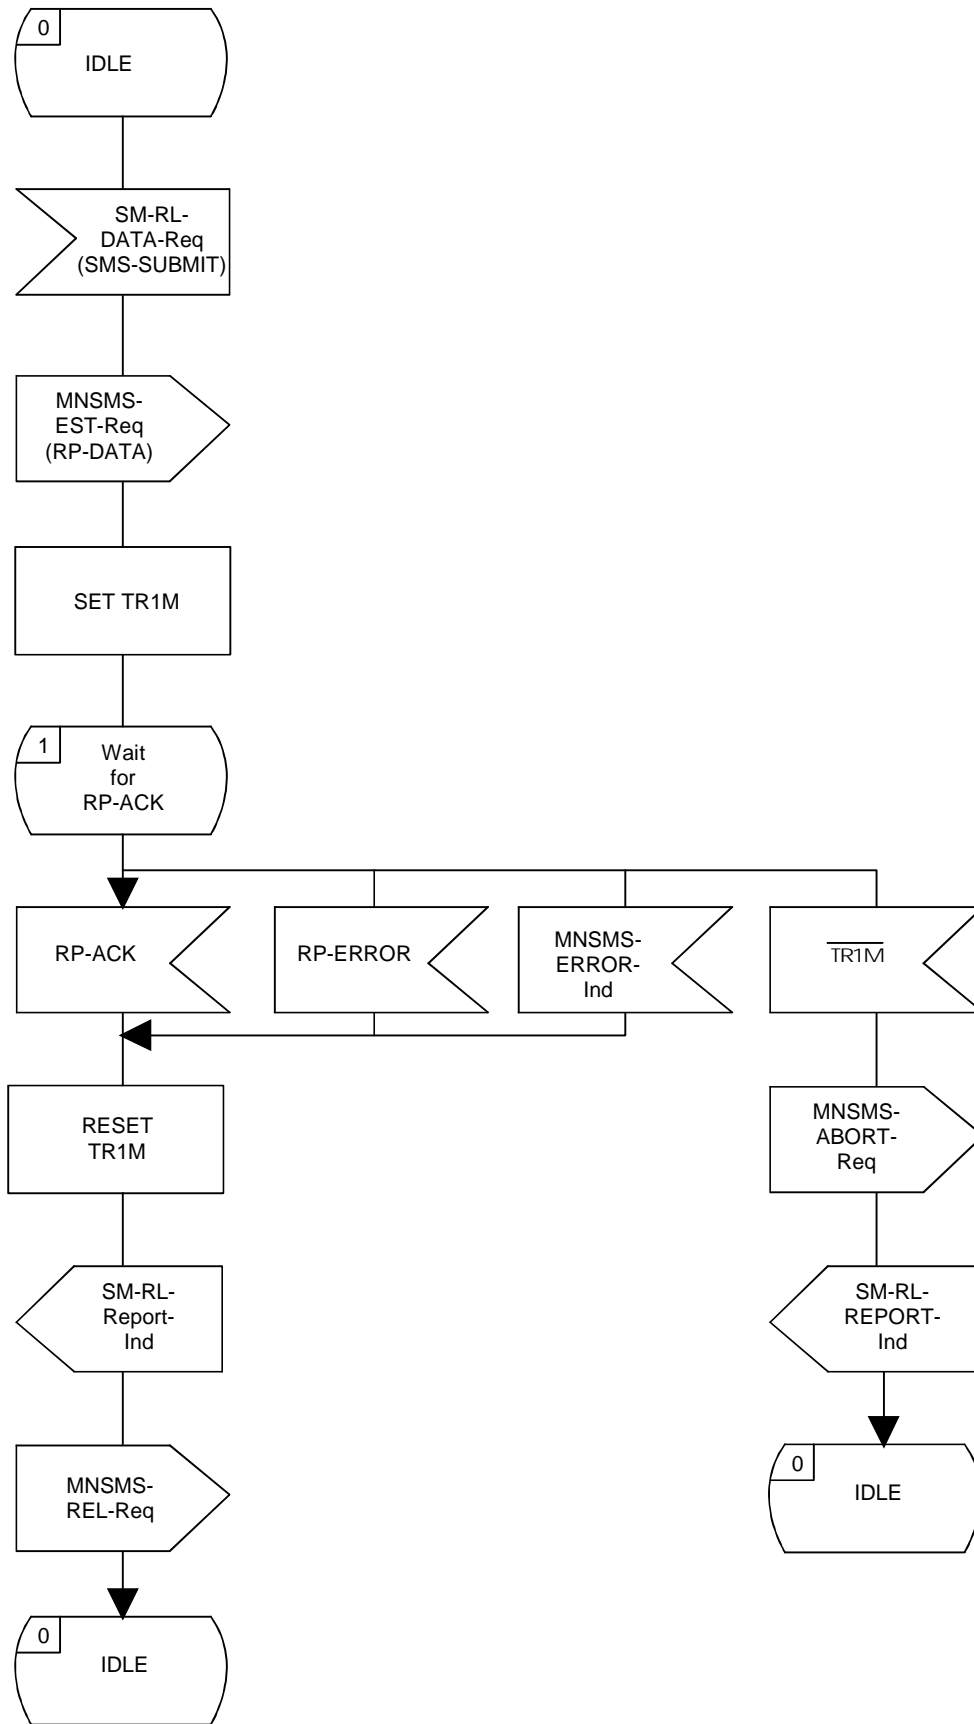 0
IDLE
SM-RL-
DATA-Req
(SMS-SUBMIT)
MNSMS-
EST-Req
(RP-DATA)
SET TR1M
1
Wait
for
RP-ACK
RP-ACK
RP-ERROR
MNSMS-
ERROR-
Ind
TR1M
RESET
TR1M
MNSMS-
ABORT-
Req
SM-RL-
Report-
Ind
SM-RL-
REPORT-
Ind
MNSMS-
REL-Req
0
IDLE
0
IDLE